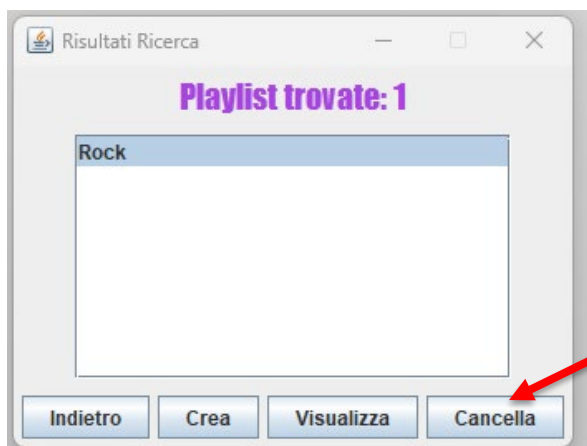 Risultati Ricerca
Playlist trovate: 1
Rock
Indietro Crea Visualizza Cancella